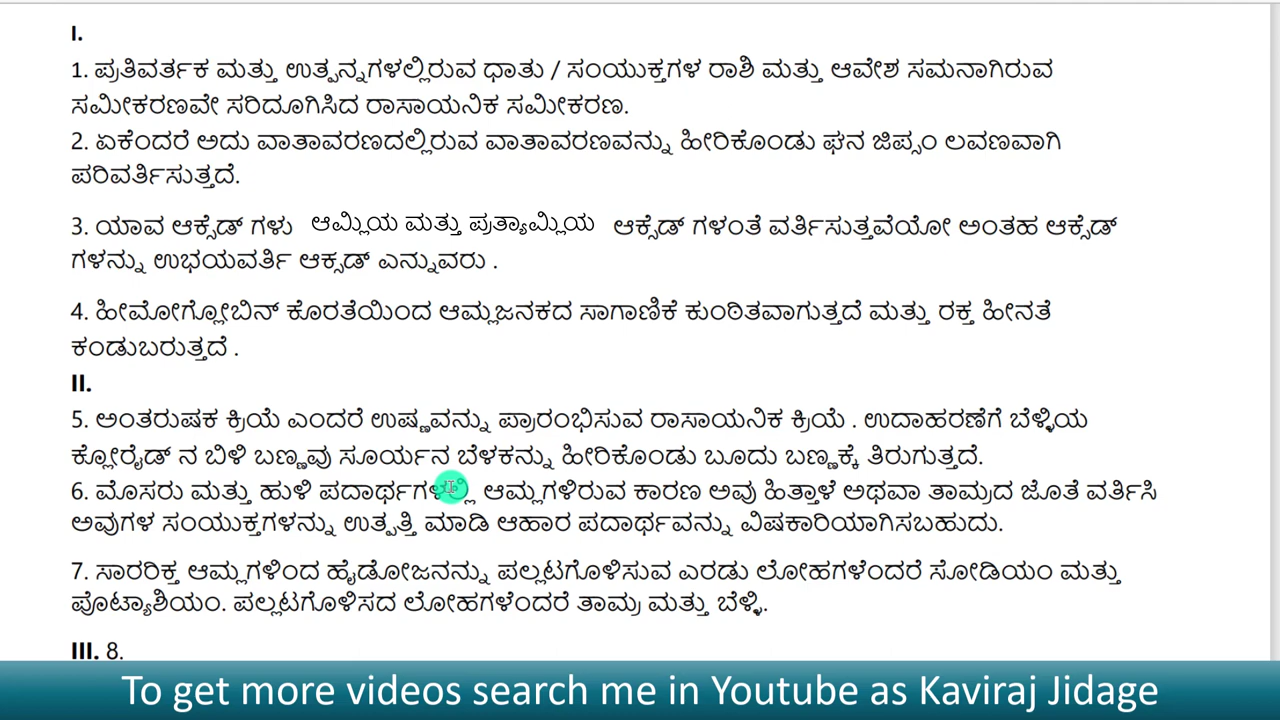 I.
1. ಪ್ರತಿವರ್ತಕ ಮತ್ತು ಉತ್ಪನ್ನಗಳಲ್ಲಿರುವ ಧಾತು / ಸಂಯುಕ್ತಗಳ ರಾಶಿ ಮತ್ತು ಆವೇಶ ಸಮನಾಗಿರುವ
ಸಮೀಕರಣವೇ ಸರಿದೂಗಿಸಿದ ರಾಸಾಯನಿಕ ಸಮೀಕರಣ.
2. ಏಕೆಂದರೆ ಅದು ವಾತಾವರಣದಲ್ಲಿರುವ ವಾತಾವರಣವನ್ನು ಹೀರಿಕೊಂಡು ಘನ ಜಿಪ್ಸಂ ಲವಣವಾಗಿ
ಪರಿವರ್ತಿಸುತ್ತದೆ.
3. ಯಾವ ಆಕ್ಸೆಡ್ ಗಳು ಆಮ್ಲಿಯ ಮತ್ತು ಪ್ರತ್ಯಾಮ್ಲಿಯ ಆಕ್ಸೆಡ್ ಗಳಂತೆ ವರ್ತಿಸುತ್ತವೆಯೋ ಅಂತಹ ಆಕ್ಸೆಡ್
ಗಳನ್ನು ಉಭಯವರ್ತಿ ಆಕ್ಸಡ್ ಎನ್ನುವರು .
4. ಹೀಮೋಗ್ಲೋಬಿನ್ ಕೊರತೆಯಿಂದ ಆಮ್ಲಜನಕದ ಸಾಗಾಣಿಕೆ ಕುಂಠಿತವಾಗುತ್ತದೆ ಮತ್ತು ರಕ್ತ ಹೀನತೆ
ಕಂಡುಬರುತ್ತದೆ .
II.
5. ಅಂತರುಷಕ ಕ್ರಿಯೆ ಎಂದರೆ ಉಷ್ಣವನ್ನು ಪ್ರಾರಂಭಿಸುವ ರಾಸಾಯನಿಕ ಕ್ರಿಯೆ . ಉದಾಹರಣೆಗೆ ಬೆಳ್ಳಿಯ
ಕ್ಲೋರೈಡ್ ನ ಬಿಳಿ ಬಣ್ಣವು ಸೂರ್ಯನ ಬೆಳಕನ್ನು ಹೀರಿಕೊಂಡು ಬೂದು ಬಣ್ಣಕ್ಕೆ ತಿರುಗುತ್ತದೆ.
6. ಮೊಸರು ಮತ್ತು ಹುಳಿ ಪದಾರ್ಥಗಳಲ್ಲಿ ಆಮ್ಲಗಳಿರುವ ಕಾರಣ ಅವು ಹಿತ್ತಾಳೆ ಅಥವಾ ತಾಮ್ರದ ಜೊತೆ ವರ್ತಿಸಿ
ಅವುಗಳ ಸಂಯುಕ್ತಗಳನ್ನು ಉತ್ಪತ್ತಿ ಮಾಡಿ ಆಹಾರ ಪದಾರ್ಥವನ್ನು ವಿಷಕಾರಿಯಾಗಿಸಬಹುದು.
7. ಸಾರರಿಕ್ತ ಆಮ್ಲಗಳಿಂದ ಹೈಡೋಜನನ್ನು ಪಲ್ಲಟಗೊಳಿಸುವ ಎರಡು ಲೋಹಗಳೆಂದರೆ ಸೋಡಿಯಂ ಮತ್ತು
ಪೊಟ್ಯಾಶಿಯಂ. ಪಲ್ಲಟಗೊಳಿಸದ ಲೋಹಗಳೆಂದರೆ ತಾಮ್ರ ಮತ್ತು ಬೆಳ್ಳಿ.
III. 8.
To get more videos search me in Youtube as Kaviraj Jidage